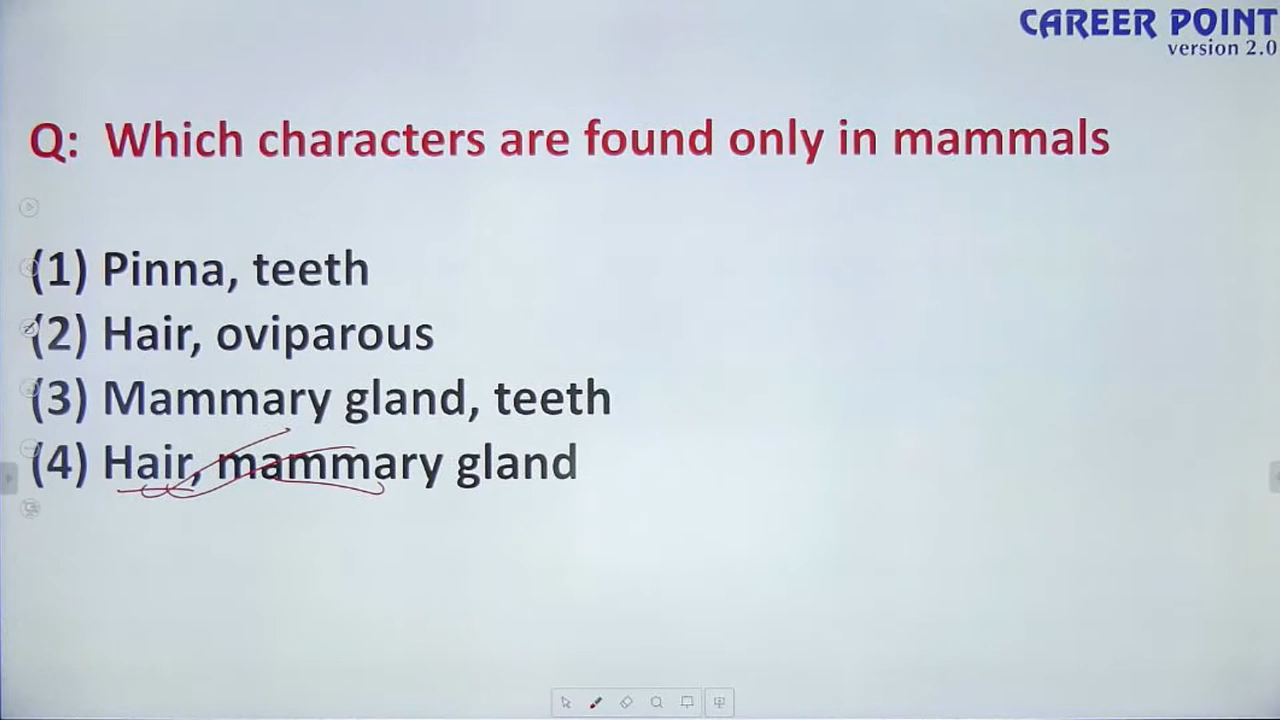 CAREER POINT
version 2.0
Q: Which characters are found only in mammals
(1) Pinna, teeth
(2) Hair, oviparous
(3) Mammary gland, teeth
(4) Hair, mammary gland